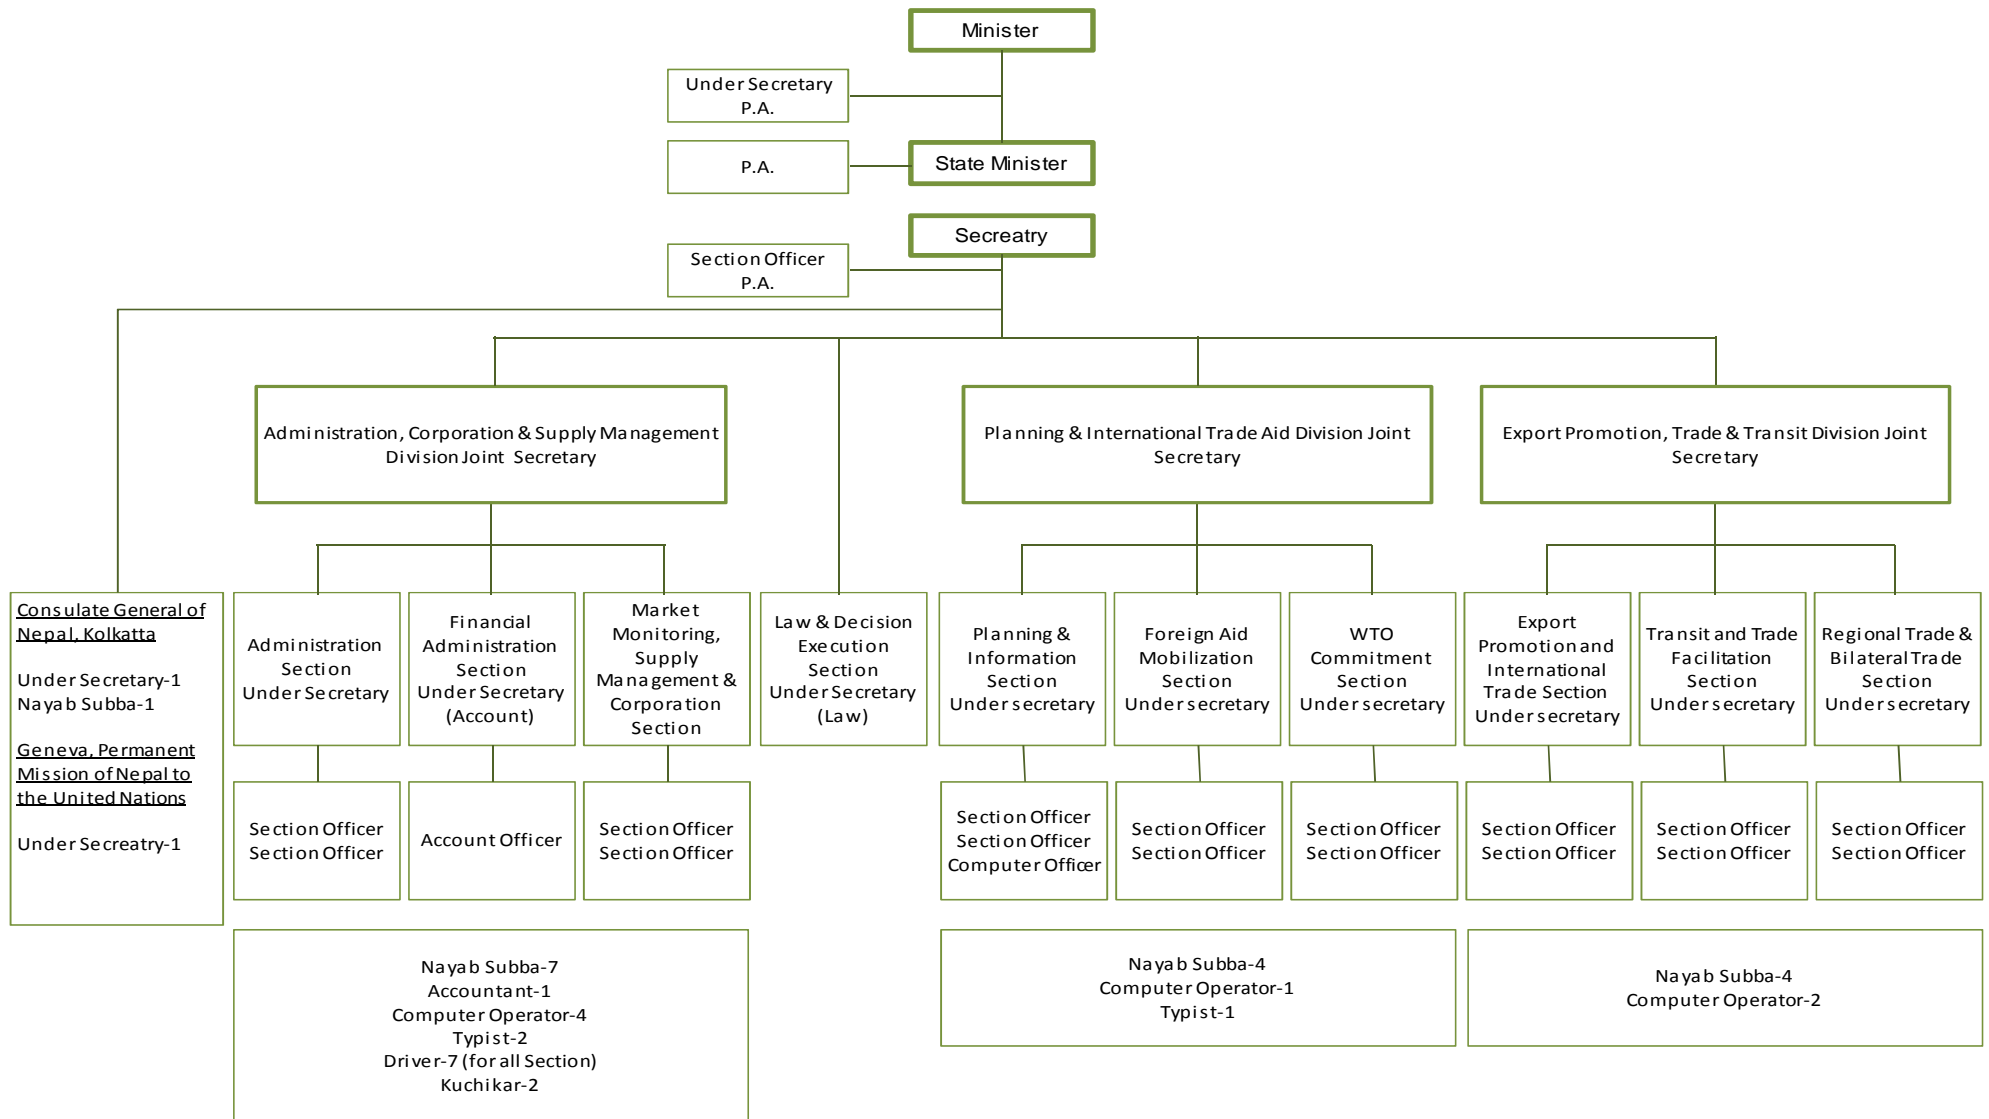 Minister
Under Secretary
P.A.
P.A.
State Minister
Secreatry
Section Officer
P.A.
Administration, Corporation & Supply Management
Division Joint Secretary
Planning & International Trade Aid Division Joint
Secretary
Export Promotion, Trade & Transit Division Joint
Secretary
Consulate General of
Nepal, Kolkatta
Under Secretary-1
Nayab Subba-1
Geneva, Permanent
Mission of Nepal to
the United Nations
Under Secreatry-1
Administration
Section
Under Secretary
Financial
Administration
Section
Under Secretary
(Account)
Market
Monitoring,
Supply
Management &
Corporation
Section
Law & Decision
Execution
Section
Under Secretary
(Law)
Planning &
Information
Section
Under secretary
Foreign Aid
Mobilization
Section
Under secretary
WTO
Commitment
Section
Under secretary
Export
Promotion and
International
Trade Section
Under secretary
Transit and Trade
Facilitation
Section
Under secretary
Regional Trade &
Bilateral Trade
Section
Under secretary
Section Officer
Section Officer
Account Officer
Section Officer
Section Officer
Section Officer
Section Officer
Computer Officer
Section Officer
Section Officer
Section Officer
Section Officer
Section Officer
Section Officer
Section Officer
Section Officer
Section Officer
Section Officer
Nayab Subba-7
Accountant-1
Computer Operator-4
Typist-2
Driver-7 (for all Section)
Kuchikar-2
Nayab Subba-4
Computer Operator-1
Typist-1
Nayab Subba-4
Computer Operator-2